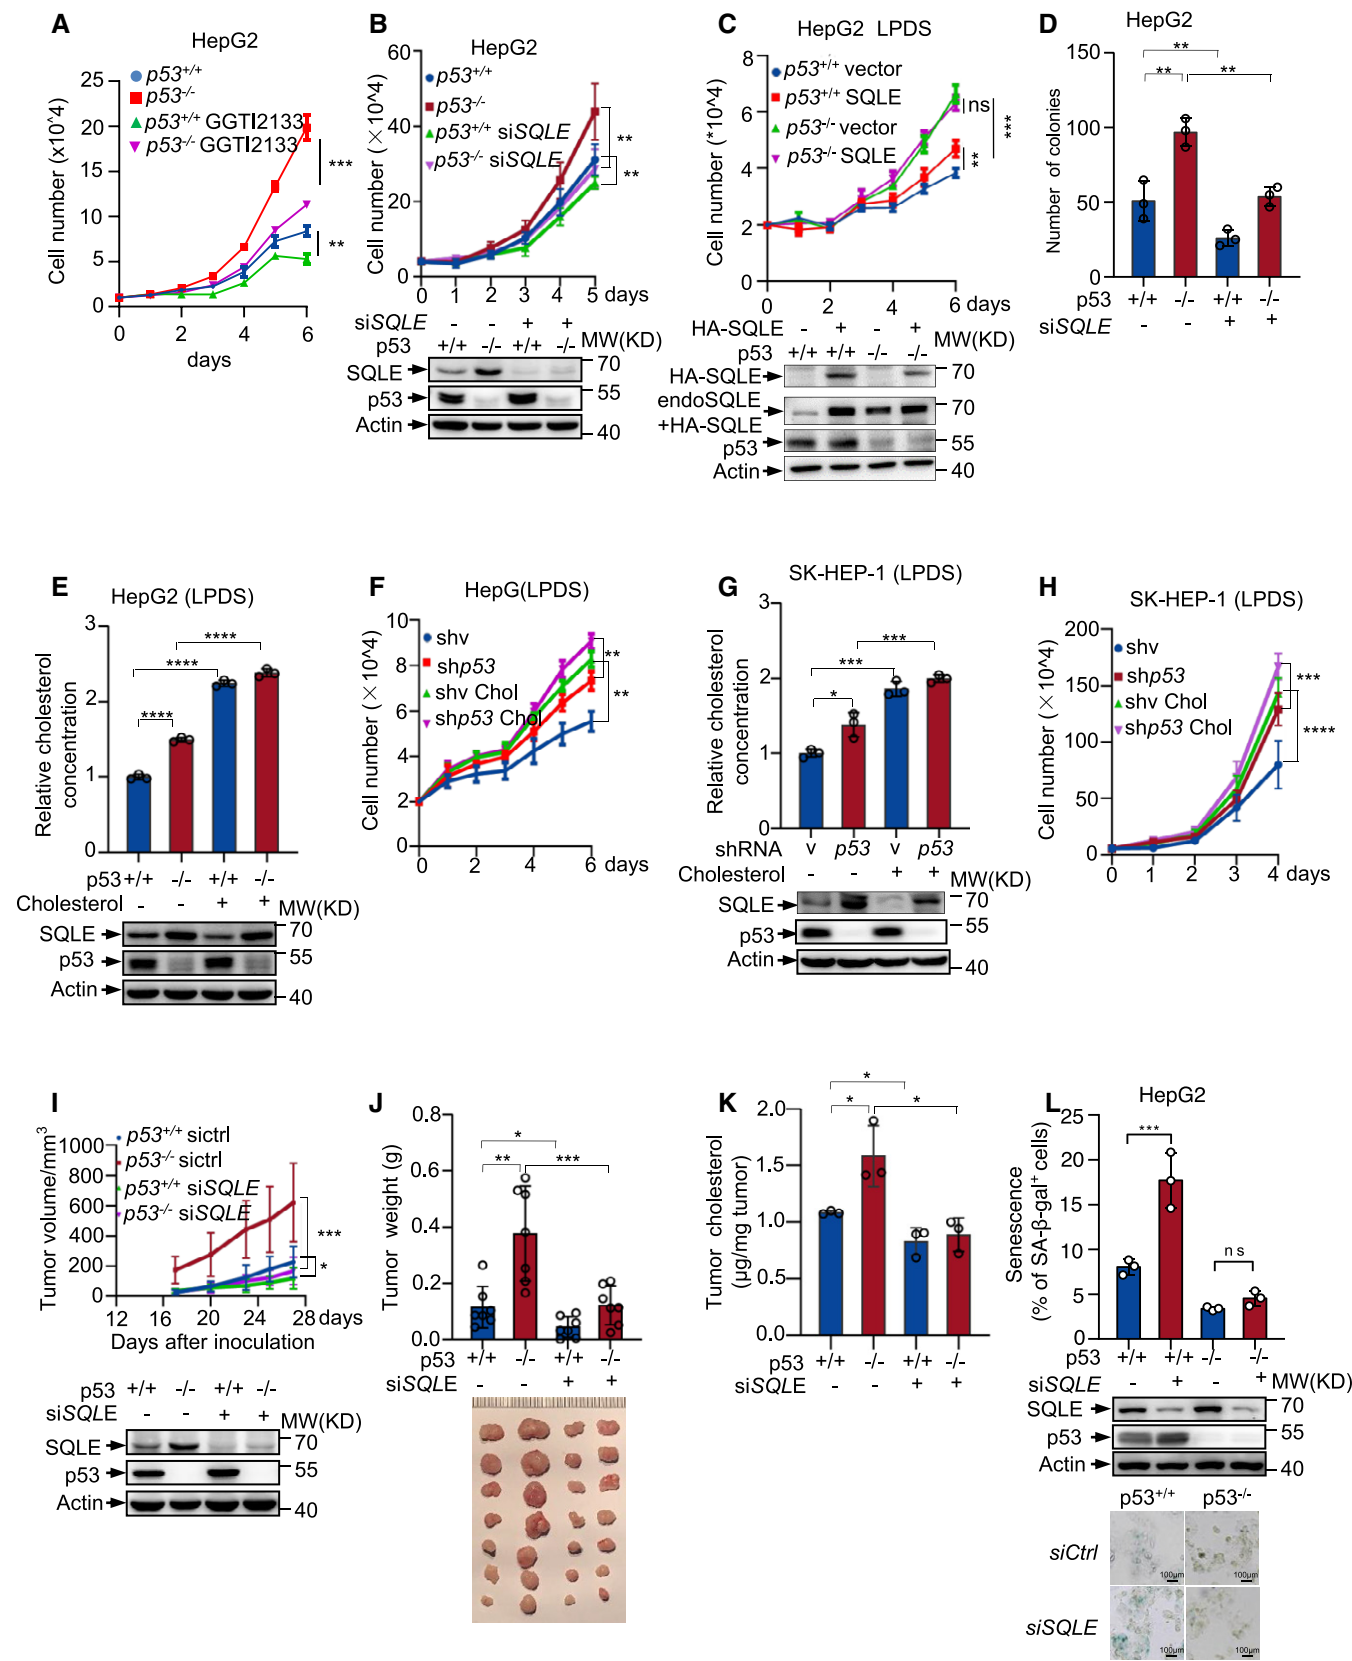 A
HepG2
Cell number (x10^4)
25
20
15
10
5
0
p53+/+
p53-/-
p53+/+ GGTI2133
p53-/- GGTI2133
***
**
0 2 4 6
days
B
HepG2
Cell number (×10^4)
60
40
20
0
p53+/+
p53-/-
p53+/+ siSQLE
p53-/- siSQLE
**
**
0 1 2 3 4 5 days
siSQLE - - + +
p53 +/+ -/- +/+ -/- MW(KD)
SQLE 70
p53 55
Actin 40
C
HepG2 LPDS
Cell number (*10^4)
8
6
4
2
0
p53+/+ vector
p53+/+ SQLE
p53-/- vector
p53-/- SQLE
ns
***
**
0 2 4 6 days
HA-SQLE - + - +
p53 +/+ +/+ -/- -/- MW(KD)
HA-SQLE 70
endoSQLE
+HA-SQLE 70
p53 55
Actin 40
D
HepG2
Number of colonies
150
100
50
0
**
** **
p53 +/+ -/- +/+ -/-
siSQLE - - + +
E
HepG2 (LPDS)
Relative cholesterol
concentration
3
2
1
0
****
****
****
p53 +/+ -/- +/+ -/-
Cholesterol - - + + MW(KD)
SQLE 70
p53 55
Actin 40
F
HepG(LPDS)
Cell number (×10^4)
10
8
6
4
2
0
shv
shp53
shv Chol
shp53 Chol
**
**
0 2 4 6 days
G
SK-HEP-1 (LPDS)
Relative cholesterol
concentration
3
2
1
0
***
***
*
shRNA v p53 v p53
Cholesterol - - + + MW(KD)
SQLE 70
p53 55
Actin 40
H
SK-HEP-1 (LPDS)
Cell number (×10^4)
200
150
100
50
0
shv
shp53
shv Chol
shp53 Chol
***
****
0 1 2 3 4 days
I
Tumor volume/mm3
1000
800
600
400
200
0
p53+/+ sictrl
p53-/- sictrl
p53+/+ siSQLE
p53-/- siSQLE
***
*
12 16 20 24 28 days
Days after inoculation
p53 +/+ -/- +/+ -/-
siSQLE - - + + MW(KD)
SQLE 70
p53 55
Actin 40
J
Tumor weight (g)
0.8
0.6
0.4
0.2
0.0
*
** ***
p53 +/+ -/- +/+ -/-
siSQLE - - + +
K
Tumor cholesterol
(µg/mg tumor)
2.0
1.5
1.0
0.5
0.0
*
* *
p53 +/+ -/- +/+ -/-
siSQLE - - + +
L
HepG2
Senescence
(% of SA-β-gal+ cells)
25
20
15
10
5
0
***
ns
p53 +/+ +/+ -/- -/-
siSQLE - + - + MW(KD)
SQLE 70
p53 55
Actin 40
p53+/+ p53-/-
siCtrl 100µm 100µm
siSQLE 100µm 100µm